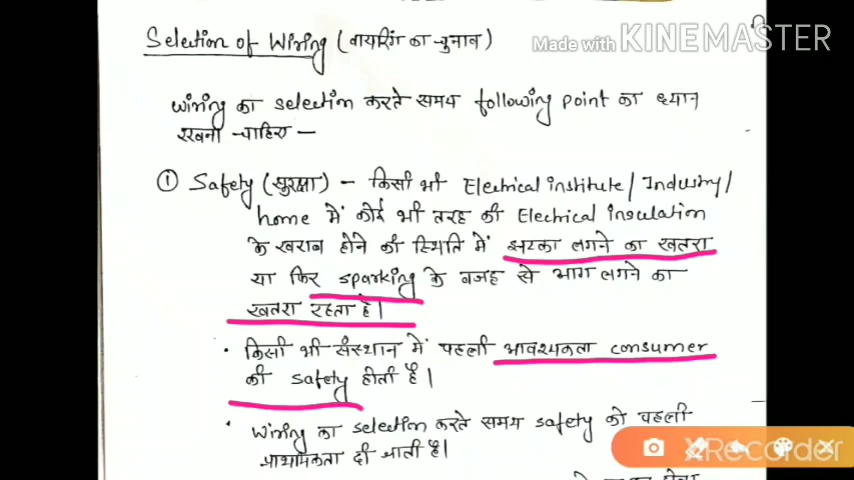 Selection of Wiring (वायरिंग का चुनाव)
Made with KINEMASTER
Wiring का selection करते समय following point का ध्यान
रखना चाहिए —
① Safety (सुरक्षा) - किसी भी Electrical institute/Industry/
home में कोई भी तरह की Electrical insulation
के खराब होने की स्थिति में झटका लगने का खतरा
या फिर sparking के वजह से आग लगने का
खतरा रहता है।
• किसी भी संस्थान में पहली आवश्यकता consumer
की safety होती है।
• Wiring का selection करते समय safety को पहली
प्राथमिकता दी जाती है।
XRecorder